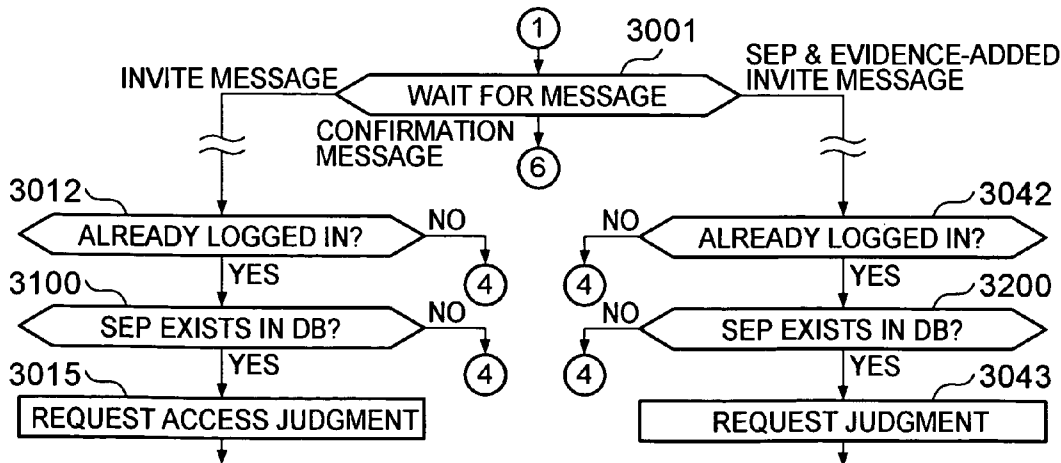 1
3001
INVITE MESSAGE
WAIT FOR MESSAGE
SEP & EVIDENCE-ADDED
INVITE MESSAGE
CONFIRMATION
MESSAGE
6
3012
ALREADY LOGGED IN?
NO
4
YES
3042
ALREADY LOGGED IN?
NO
4
YES
3100
SEP EXISTS IN DB?
NO
4
YES
3200
SEP EXISTS IN DB?
NO
4
YES
3015
REQUEST ACCESS JUDGMENT
3043
REQUEST JUDGMENT